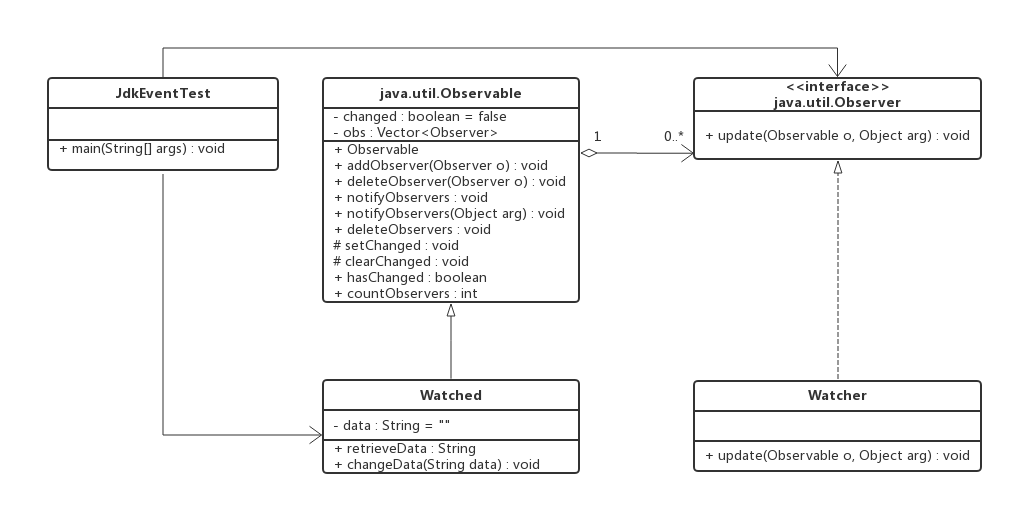 JdkEventTest
+ main(String[] args) : void
java.util.Observable
- changed : boolean = false
- obs : Vector<Observer>
+ Observable
+ addObserver(Observer o) : void
+ deleteObserver(Observer o) : void
+ notifyObservers : void
+ notifyObservers(Object arg) : void
+ deleteObservers : void
# setChanged : void
# clearChanged : void
+ hasChanged : boolean
+ countObservers : int
1
0..*
<<interface>>
java.util.Observer
+ update(Observable o, Object arg) : void
Watched
- data : String = ""
+ retrieveData : String
+ changeData(String data) : void
Watcher
+ update(Observable o, Object arg) : void